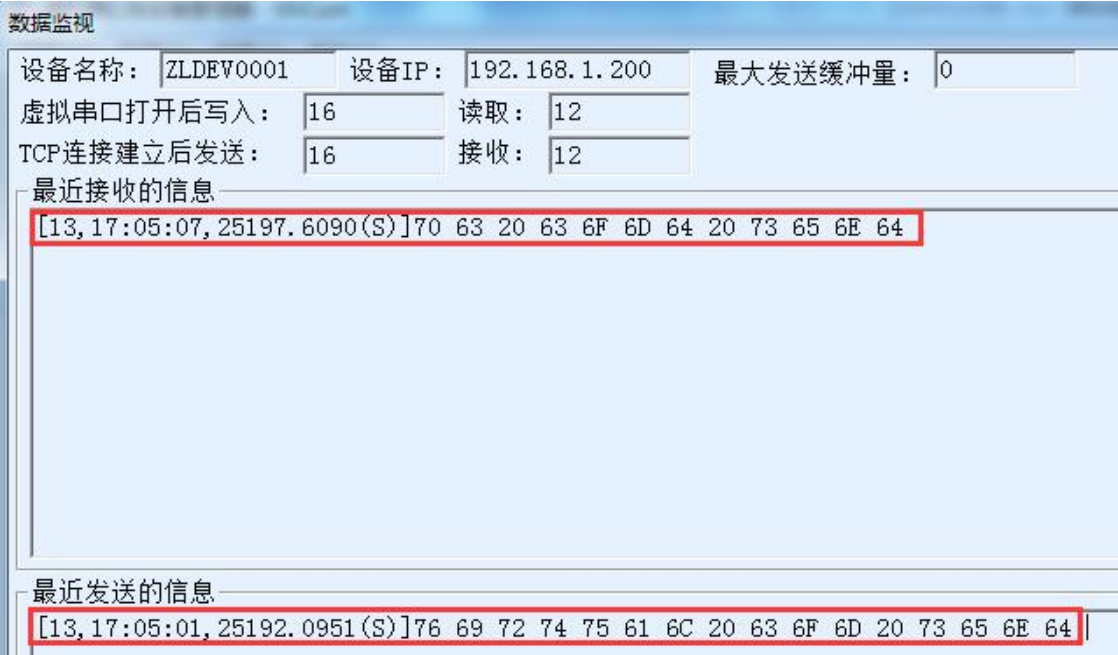 数据监视
设备名称： ZLDEV0001 设备IP： 192.168.1.200 最大发送缓冲量： 0
虚拟串口打开后写入： 16 读取： 12
TCP连接建立后发送： 16 接收： 12
最近接收的信息
[13,17:05:07,25197.6090(S)]70 63 20 63 6F 6D 64 20 73 65 6E 64
最近发送的信息
[13,17:05:01,25192.0951(S)]76 69 72 74 75 61 6C 20 63 6F 6D 20 73 65 6E 64